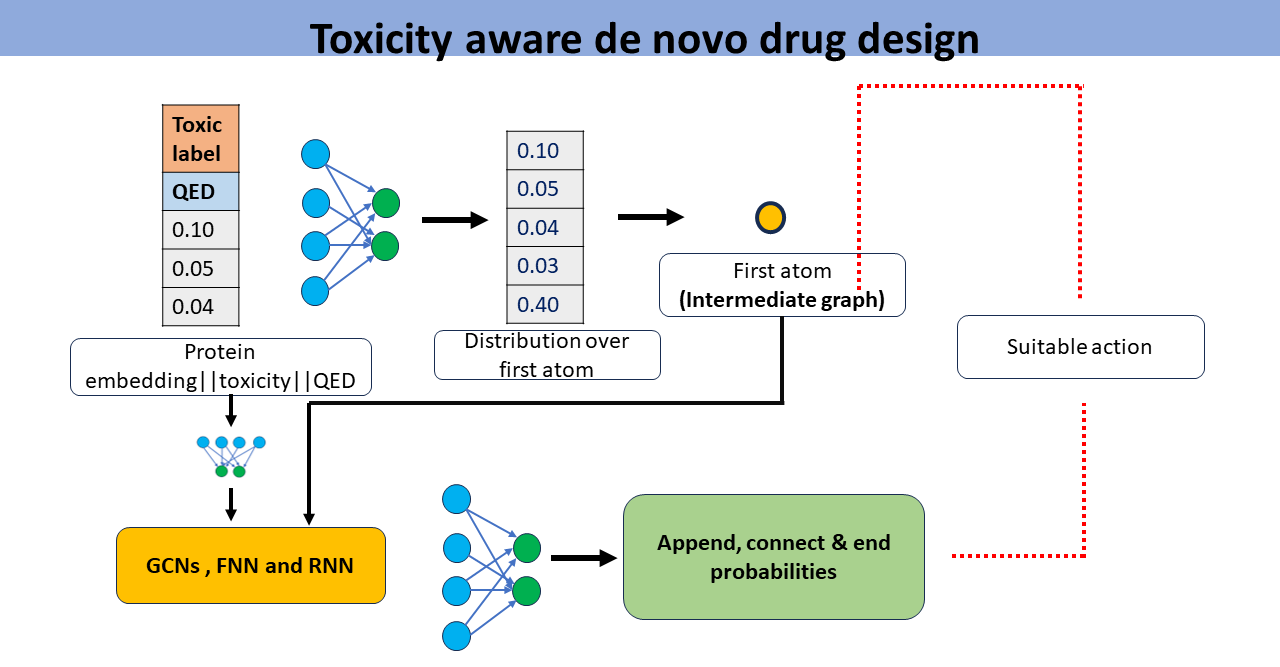 Toxicity aware de novo drug design
Toxic
label
QED
0.10
0.05
0.04
Protein
embedding||toxicity||QED
0.10
0.05
0.04
0.03
0.40
Distribution over
first atom
First atom
(Intermediate graph)
Suitable action
GCNs , FNN and RNN
Append, connect & end
probabilities